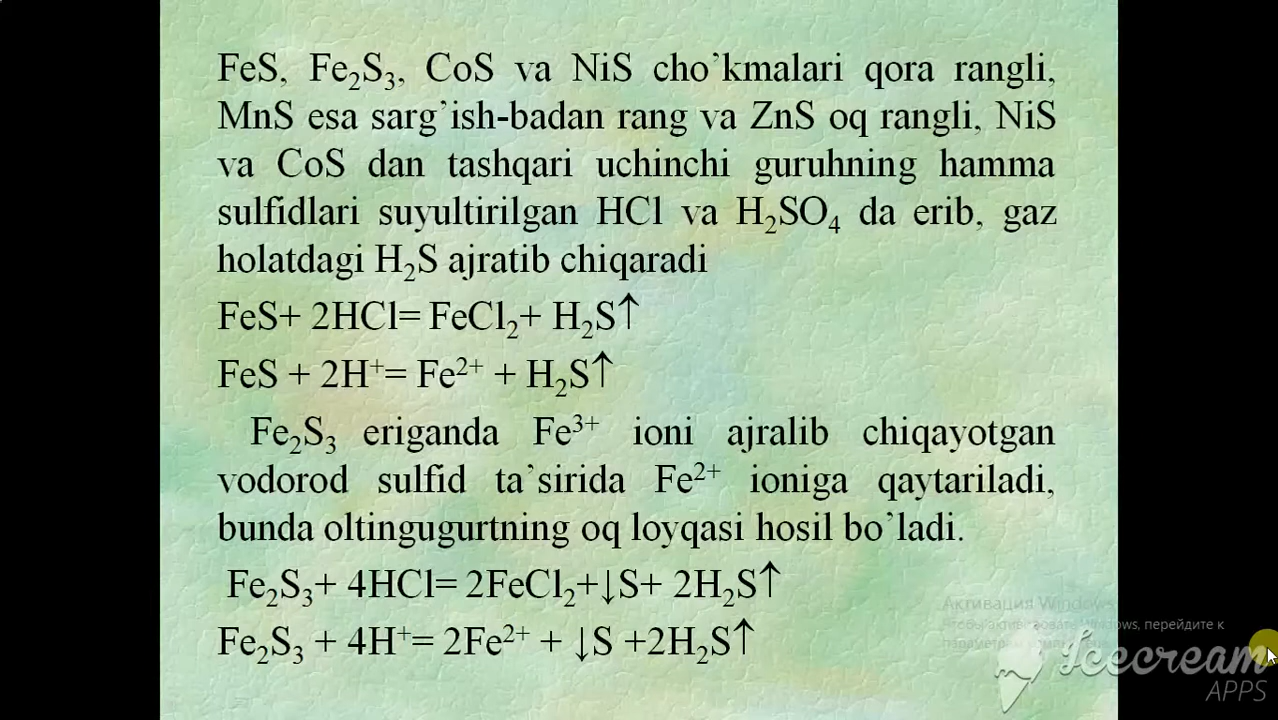 FeS, Fe₂S₃, CoS va NiS cho’kmalari qora rangli,
MnS esa sarg’ish-badan rang va ZnS oq rangli, NiS
va CoS dan tashqari uchinchi guruhning hamma
sulfidlari suyultirilgan HCl va H₂SO₄ da erib, gaz
holatdagi H₂S ajratib chiqaradi
FeS+ 2HCl= FeCl₂+ H₂S↑
FeS + 2H⁺= Fe²⁺ + H₂S↑
Fe₂S₃ eriganda Fe³⁺ ioni ajralib chiqayotgan
vodorod sulfid ta’sirida Fe²⁺ ioniga qaytariladi,
bunda oltingugurtning oq loyqasi hosil bo’ladi.
Fe₂S₃+ 4HCl= 2FeCl₂+↓S+ 2H₂S↑
Fe₂S₃ + 4H⁺= 2Fe²⁺ + ↓S +2H₂S↑
Активация Windows
Чтобы активировать Windows, перейдите к
Icecream
APPS